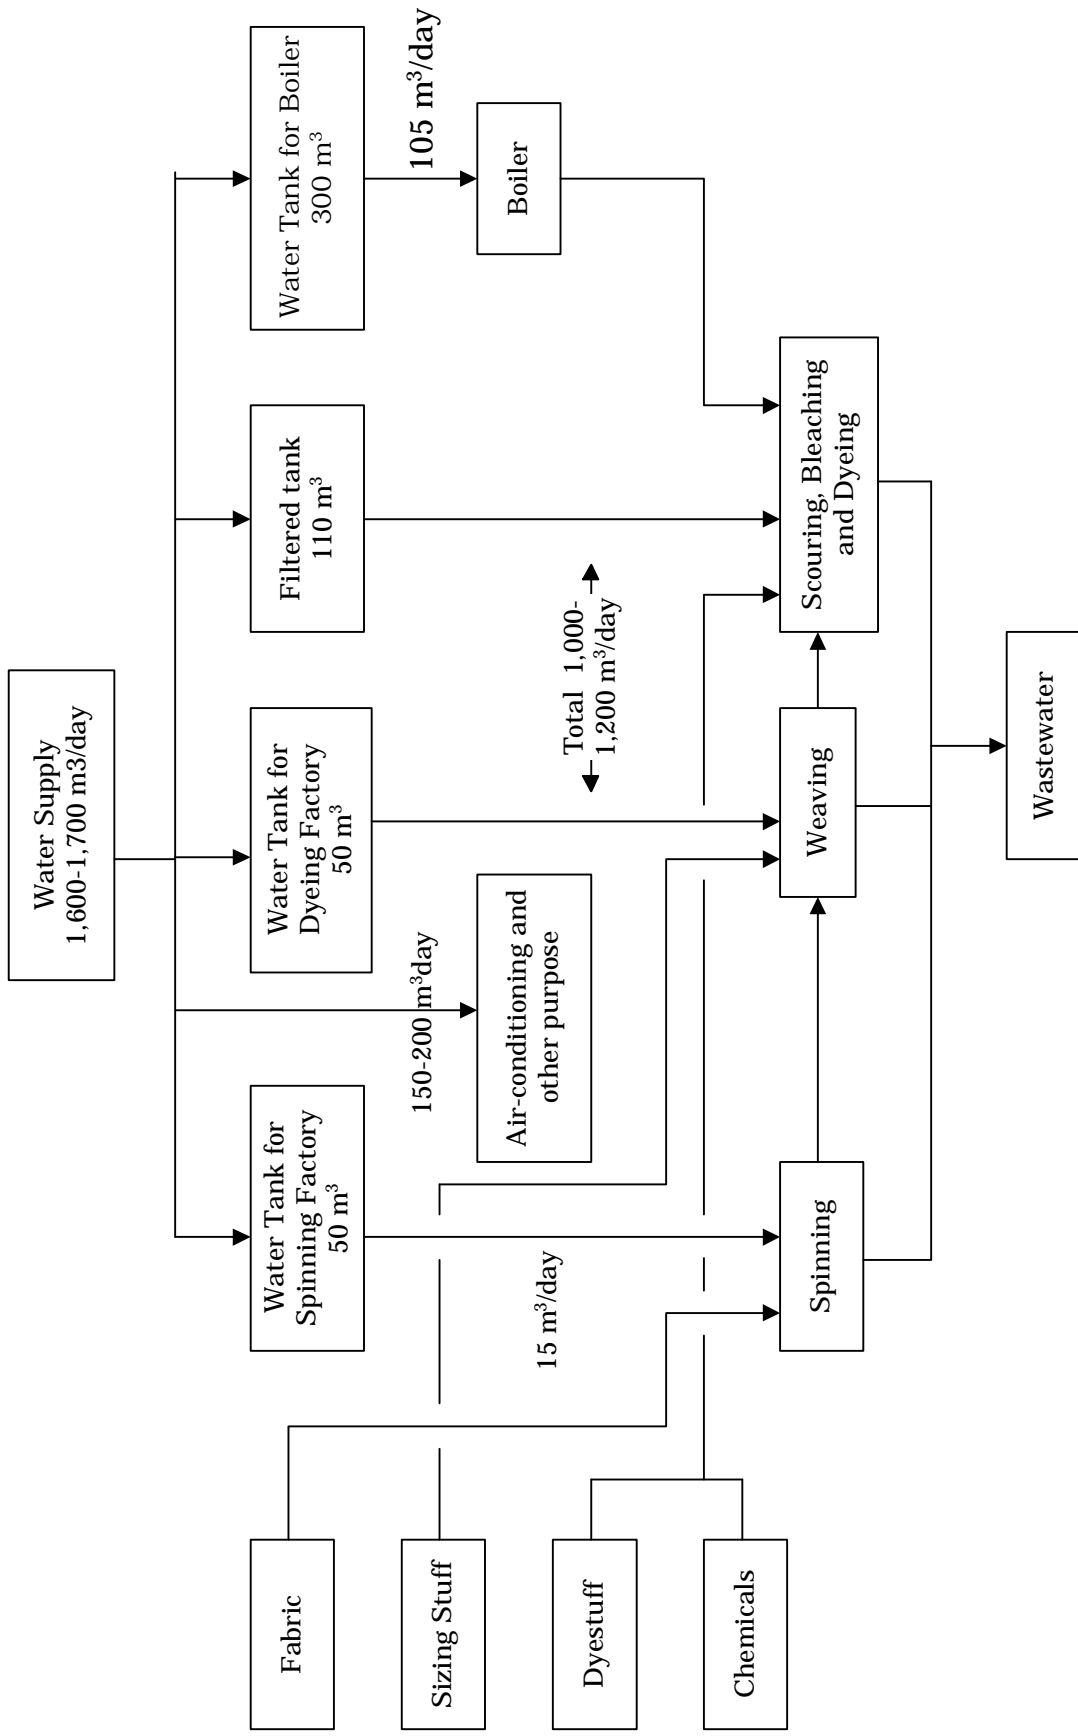 Water Supply
1,600-1,700 m3/day
Water Tank for
Spinning Factory
50 m³
Water Tank for
Dyeing Factory
50 m³
Filtered tank
110 m³
Water Tank for Boiler
300 m³
150-200 m³day
105 m³/day
Fabric
Sizing Stuff
Dyestuff
Chemicals
Air-conditioning and
other purpose
Boiler
15 m³/day
Total 1,000-
1,200 m³/day
Spinning
Weaving
Scouring, Bleaching
and Dyeing
Wastewater